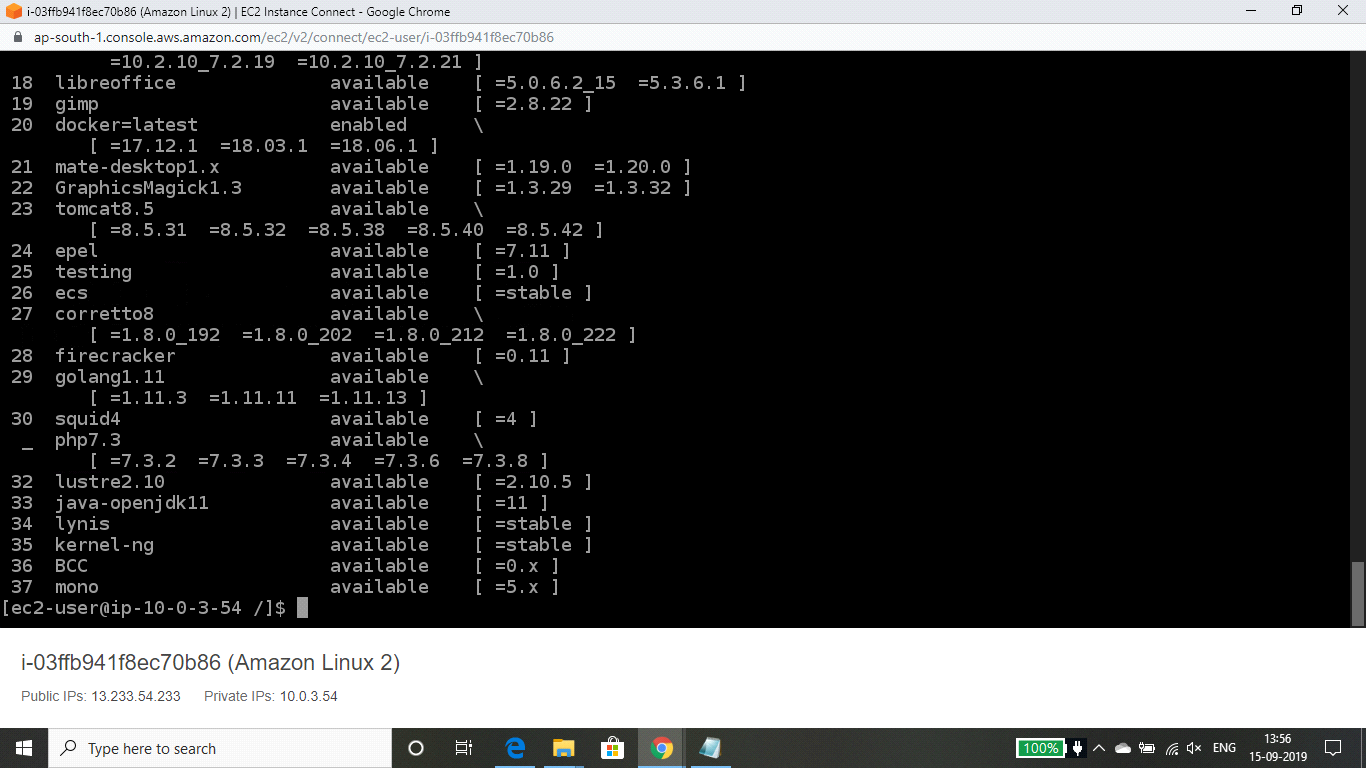 i-03ffb941f8ec70b86 (Amazon Linux 2) | EC2 Instance Connect - Google Chrome
ap-south-1.console.aws.amazon.com/ec2/v2/connect/ec2-user/i-03ffb941f8ec70b86
=10.2.10_7.2.19 =10.2.10_7.2.21 ]
18 libreoffice available [ =5.0.6.2_15 =5.3.6.1 ]
19 gimp available [ =2.8.22 ]
20 docker=latest enabled \
[ =17.12.1 =18.03.1 =18.06.1 ]
21 mate-desktop1.x available [ =1.19.0 =1.20.0 ]
22 GraphicsMagick1.3 available [ =1.3.29 =1.3.32 ]
23 tomcat8.5 available \
[ =8.5.31 =8.5.32 =8.5.38 =8.5.40 =8.5.42 ]
24 epel available [ =7.11 ]
25 testing available [ =1.0 ]
26 ecs available [ =stable ]
27 corretto8 available \
[ =1.8.0_192 =1.8.0_202 =1.8.0_212 =1.8.0_222 ]
28 firecracker available [ =0.11 ]
29 golang1.11 available \
[ =1.11.3 =1.11.11 =1.11.13 ]
30 squid4 available [ =4 ]
_ php7.3 available \
[ =7.3.2 =7.3.3 =7.3.4 =7.3.6 =7.3.8 ]
32 lustre2.10 available [ =2.10.5 ]
33 java-openjdk11 available [ =11 ]
34 lynis available [ =stable ]
35 kernel-ng available [ =stable ]
36 BCC available [ =0.x ]
37 mono available [ =5.x ]
[ec2-user@ip-10-0-3-54 /]$
i-03ffb941f8ec70b86 (Amazon Linux 2)
Public IPs: 13.233.54.233 Private IPs: 10.0.3.54
Type here to search
100%
ENG
13:56
15-09-2019